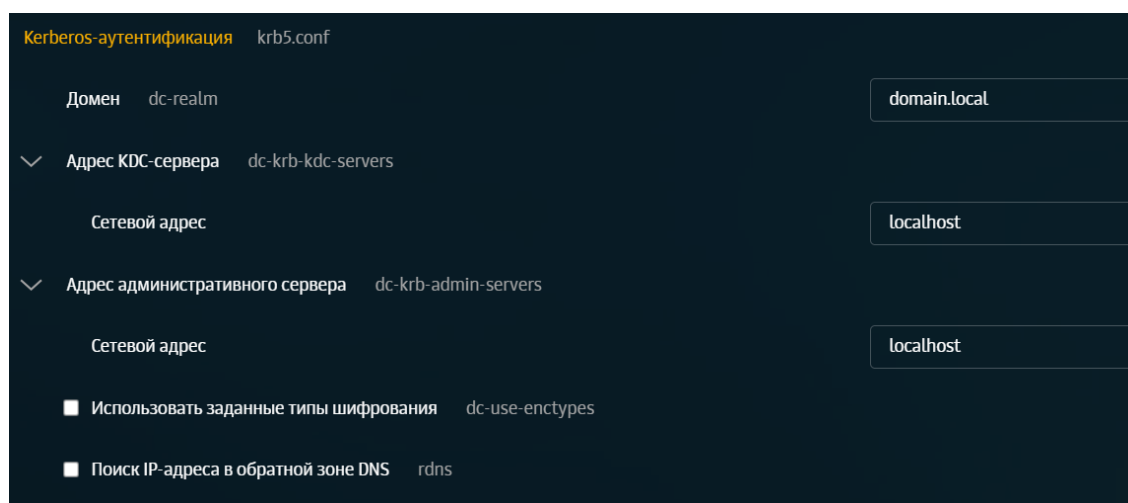 Kerberos-аутентификация krb5.conf
Домен dc-realm domain.local
Адрес KDC-сервера dc-krb-kdc-servers
Сетевой адрес localhost
Адрес административного сервера dc-krb-admin-servers
Сетевой адрес localhost
Использовать заданные типы шифрования dc-use-enctypes
Поиск IP-адреса в обратной зоне DNS rdns